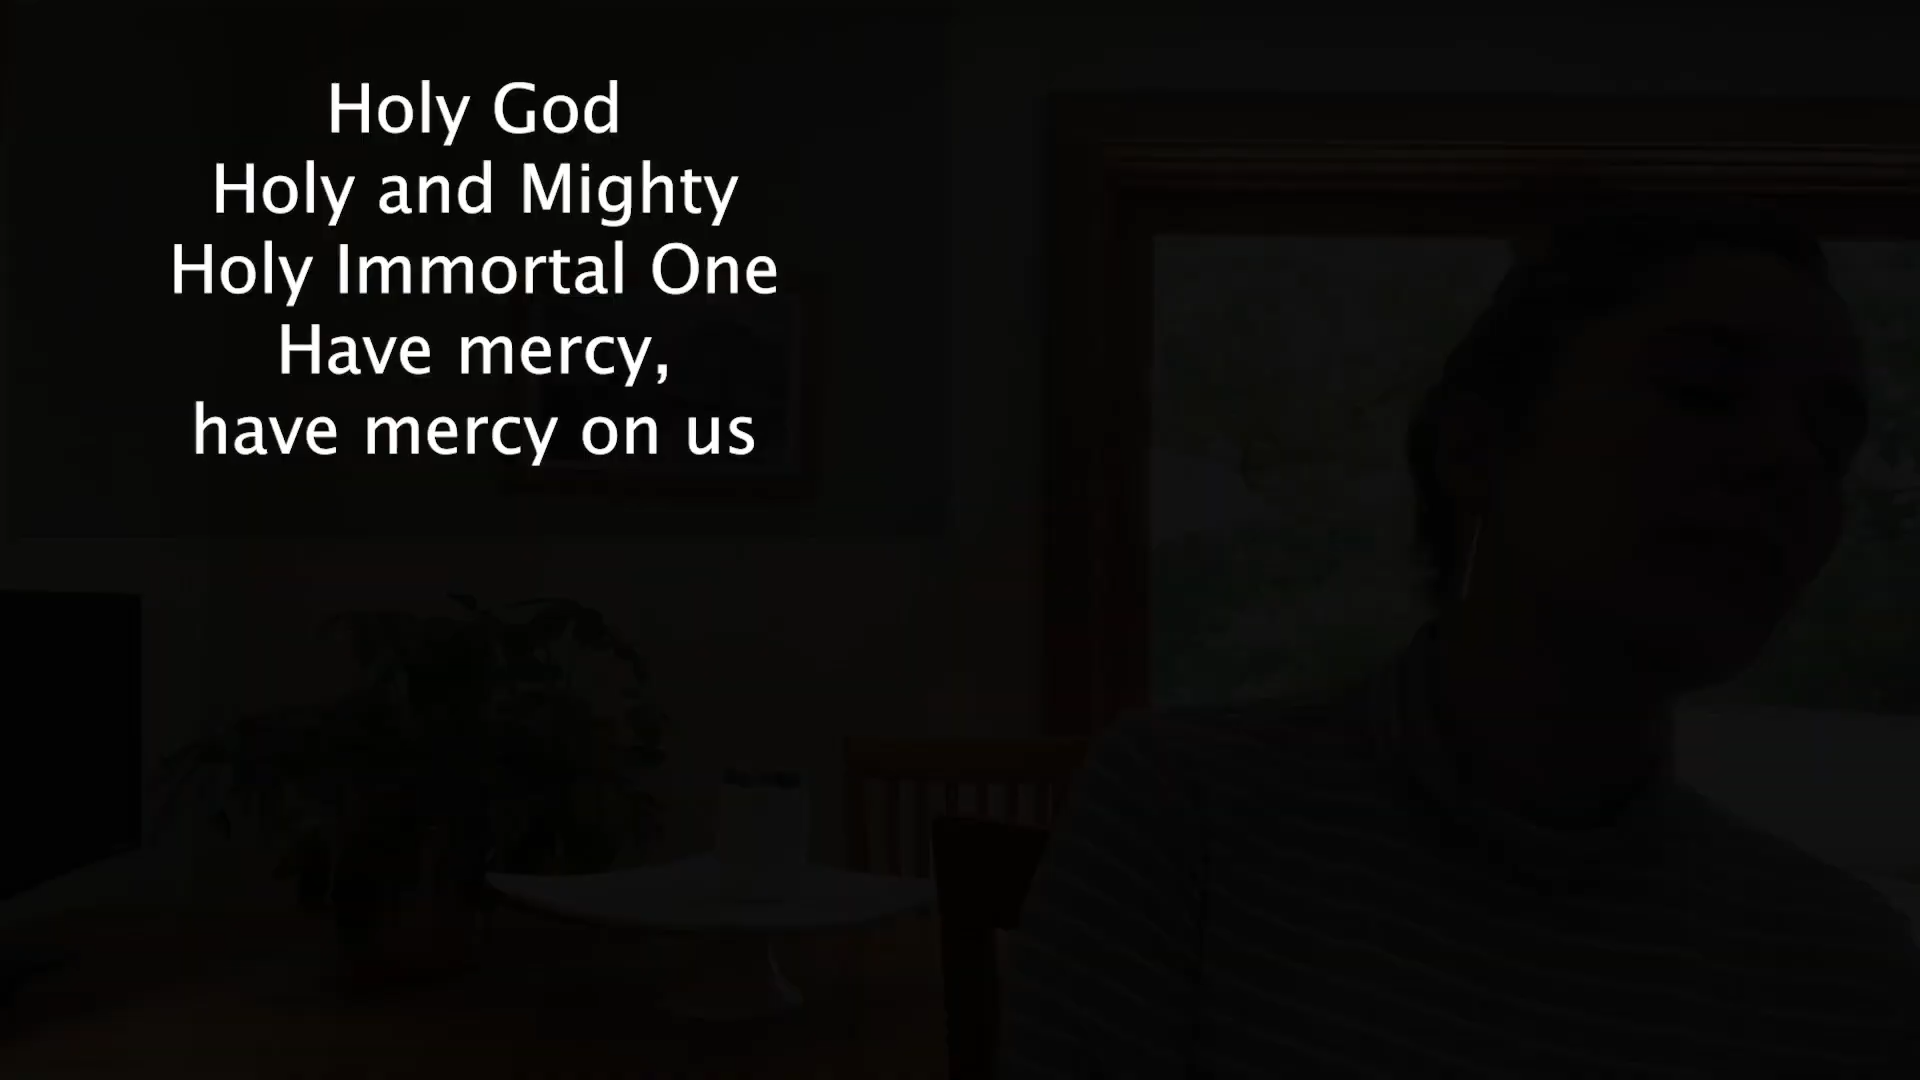 Holy God
Holy and Mighty
Holy Immortal One
Have mercy,
have mercy on us